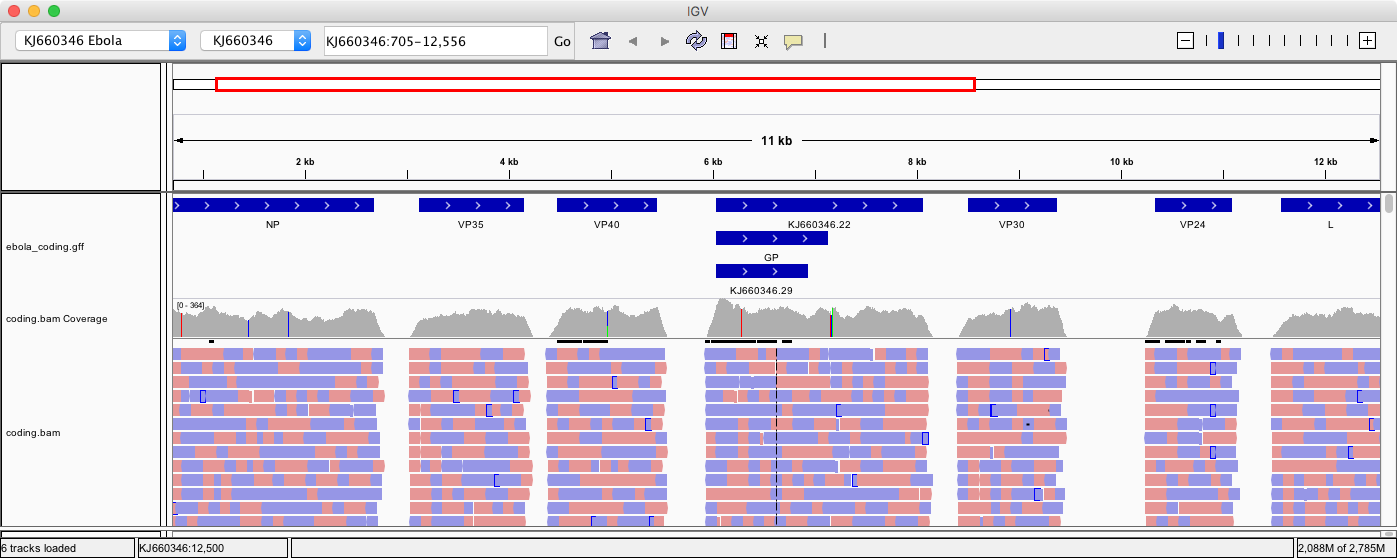 IGV
KJ660346 Ebola KJ660346 KJ660346:705-12,556 Go
11 kb
2 kb 4 kb 6 kb 8 kb 10 kb 12 kb
NP VP35 VP40 KJ660346.22 VP30 VP24 L
ebola_coding.gff
GP
KJ660346.29
[0 - 364]
coding.bam Coverage
coding.bam
6 tracks loaded KJ660346:12,500 2,088M of 2,785M